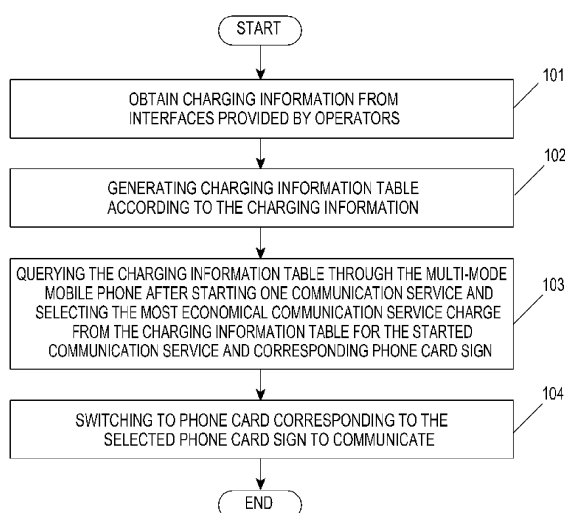 START
101
OBTAIN CHARGING INFORMATION FROM
INTERFACES PROVIDED BY OPERATORS
102
GENERATING CHARGING INFORMATION TABLE
ACCORDING TO THE CHARGING INFORMATION
QUERYING THE CHARGING INFORMATION TABLE THROUGH THE MULTI-MODE
MOBILE PHONE AFTER STARTING ONE COMMUNICATION SERVICE AND
SELECTING THE MOST ECONOMICAL COMMUNICATION SERVICE CHARGE
FROM THE CHARGING INFORMATION TABLE FOR THE STARTED
COMMUNICATION SERVICE AND CORRESPONDING PHONE CARD SIGN
103
104
SWITCHING TO PHONE CARD CORRESPONDING TO THE
SELECTED PHONE CARD SIGN TO COMMUNICATE
END